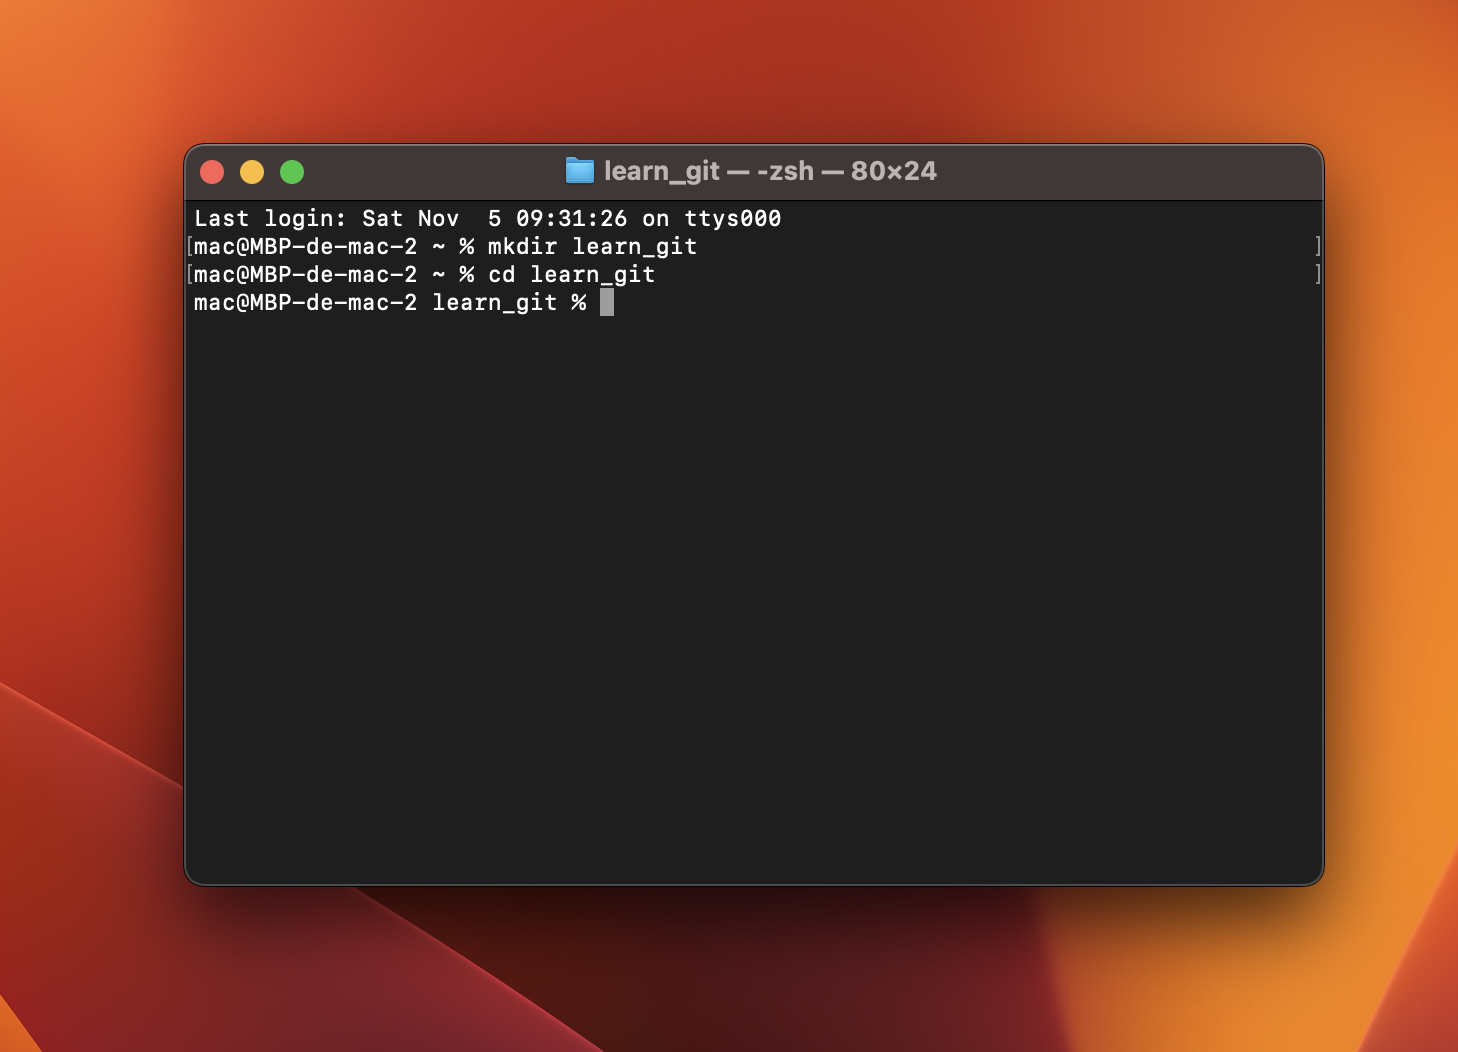 learn_git — -zsh — 80×24
Last login: Sat Nov  5 09:31:26 on ttys000
[mac@MBP-de-mac-2 ~ % mkdir learn_git ]
[mac@MBP-de-mac-2 ~ % cd learn_git ]
mac@MBP-de-mac-2 learn_git %